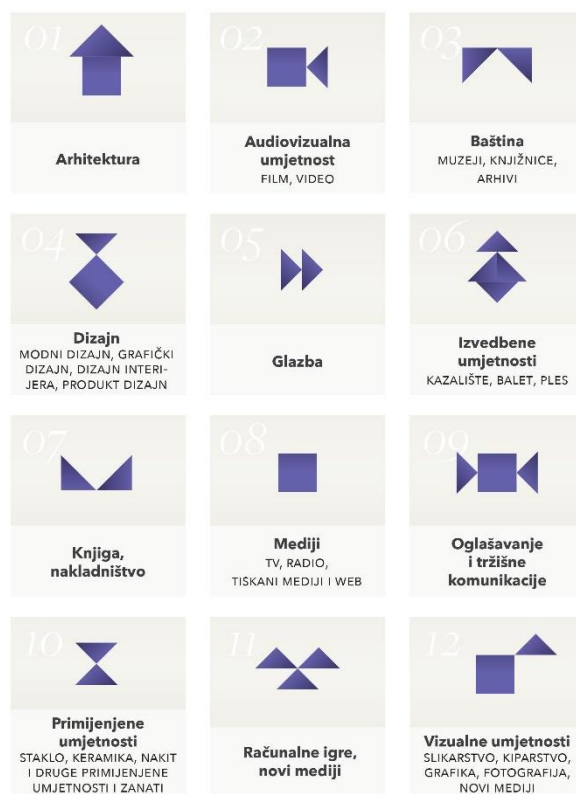 01
Arhitektura
02
Audiovizualna
umjetnost
FILM, VIDEO
03
Baština
MUZEJI, KNJIŽNICE,
ARHIVI
04
Dizajn
MODNI DIZAJN, GRAFIČKI
DIZAJN, DIZAJN INTERI-
JERA, PRODUKT DIZAJN
05
Glazba
06
Izvedbene
umjetnosti
KAZALIŠTE, BALET, PLES
07
Knjiga,
nakladništvo
08
Mediji
TV, RADIO,
TISKANI MEDIJI I WEB
09
Oglašavanje
i tržišne
komunikacije
10
Primijenjene
umjetnosti
STAKLO, KERAMIKA, NAKIT
I DRUGE PRIMIJENJENE
UMJETNOSTI I ZANATI
11
Računalne igre,
novi mediji
12
Vizualne umjetnosti
SLIKARSTVO, KIPARSTVO,
GRAFIKA, FOTOGRAFIJA,
NOVI MEDIJI